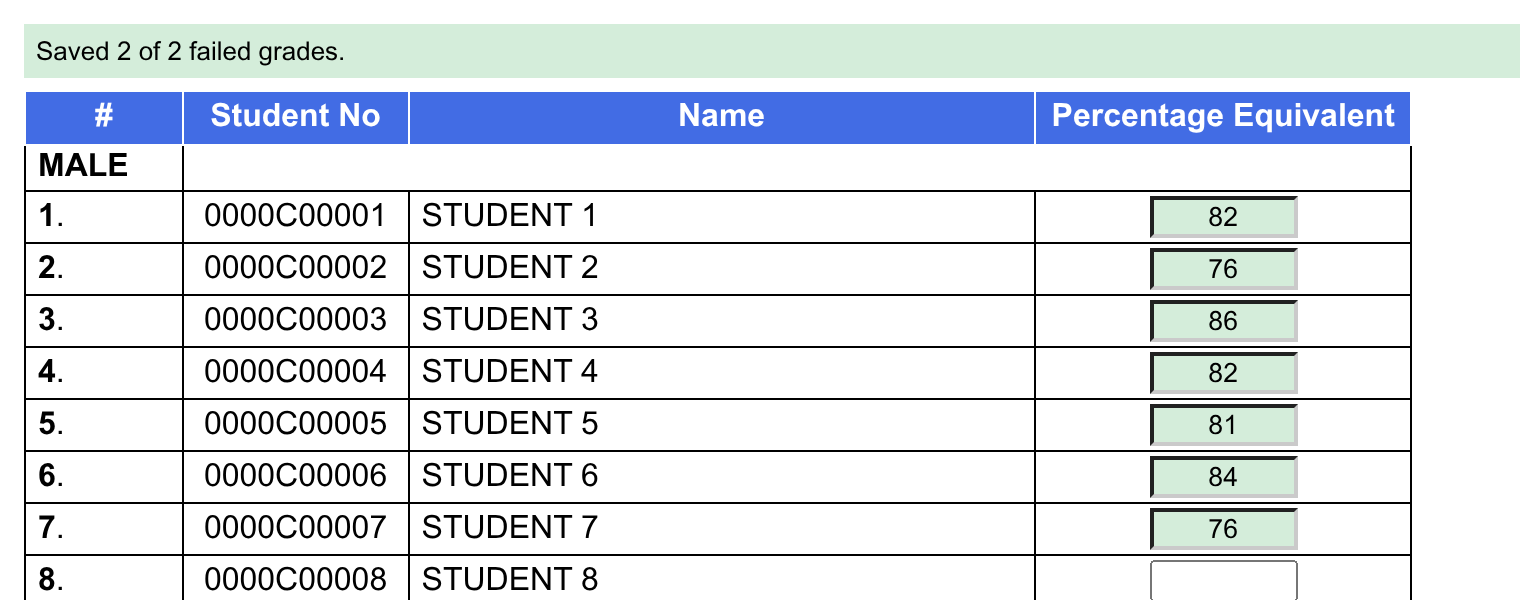 Saved 2 of 2 failed grades.
# Student No Name Percentage Equivalent
MALE
1. 0000C00001 STUDENT 1 82
2. 0000C00002 STUDENT 2 76
3. 0000C00003 STUDENT 3 86
4. 0000C00004 STUDENT 4 82
5. 0000C00005 STUDENT 5 81
6. 0000C00006 STUDENT 6 84
7. 0000C00007 STUDENT 7 76
8. 0000C00008 STUDENT 8